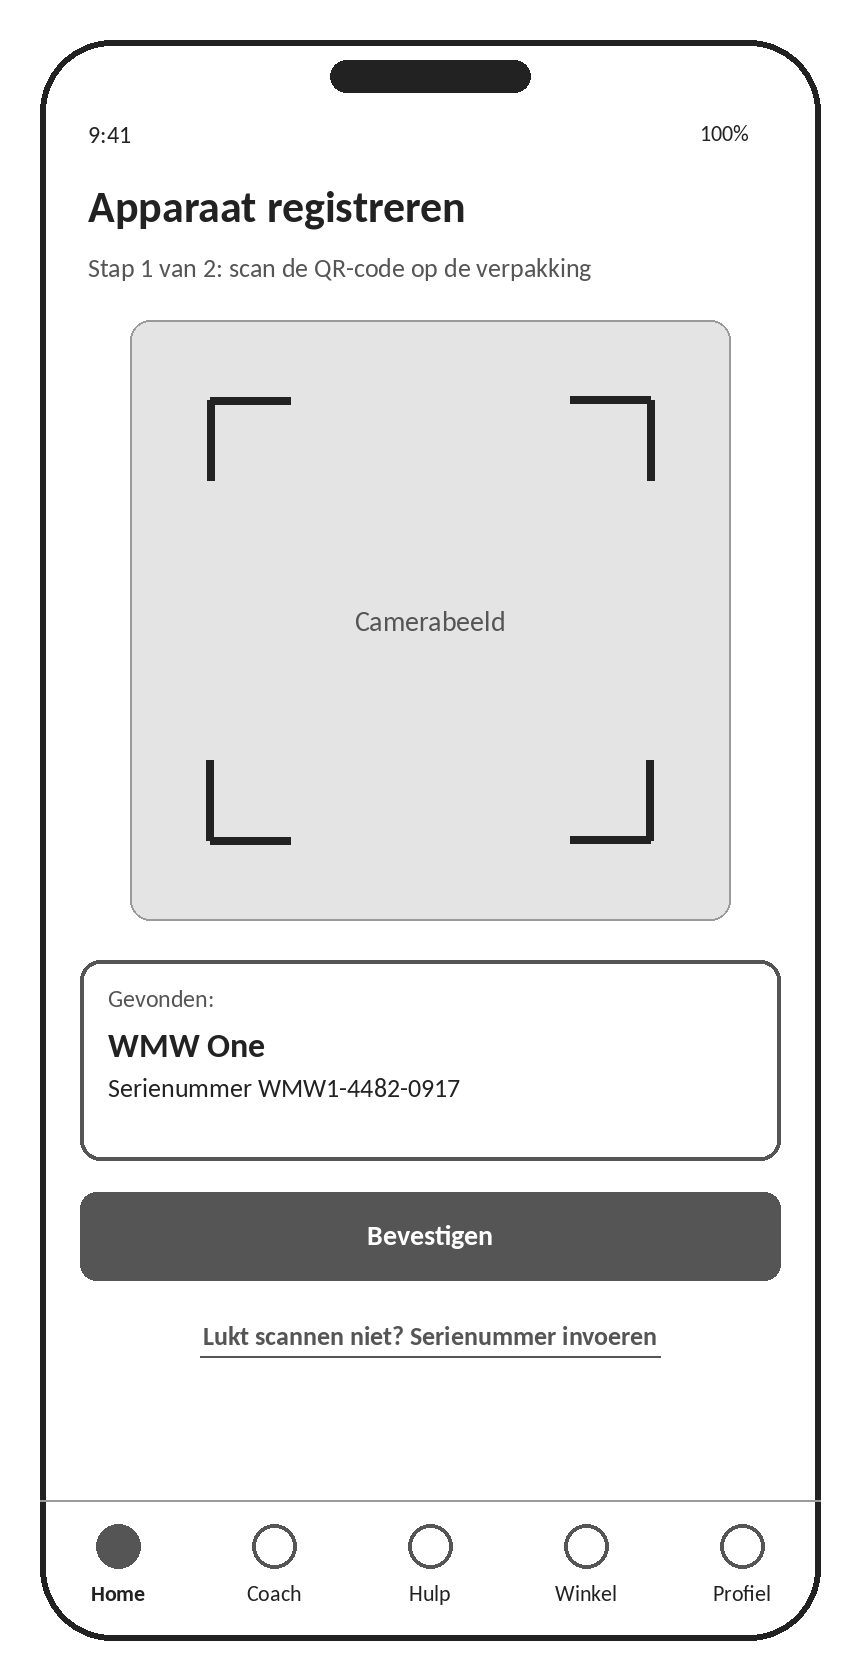 9:41
100%
Apparaat registreren
Stap 1 van 2: scan de QR-code op de verpakking
Camerabeeld
Gevonden:
WMW One
Serienummer WMW1-4482-0917
Bevestigen
Lukt scannen niet? Serienummer invoeren
Home Coach Hulp Winkel Profiel